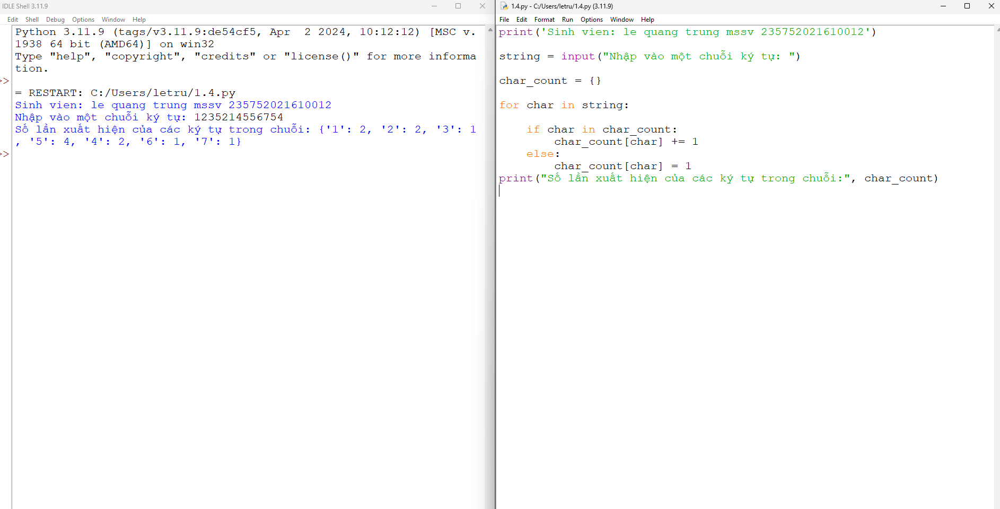 IDLE Shell 3.11.9
Edit Shell Debug Options Window Help
Python 3.11.9 (tags/v3.11.9:de54cf5, Apr  2 2024, 10:12:12) [MSC v.
1938 64 bit (AMD64)] on win32
Type "help", "copyright", "credits" or "license()" for more informa
tion.
>>
= RESTART: C:/Users/letru/1.4.py
Sinh vien: le quang trung mssv 235752021610012
Nhập vào một chuỗi ký tự: 1235214556754
Số lần xuất hiện của các ký tự trong chuỗi: {'1': 2, '2': 2, '3': 1
, '5': 4, '4': 2, '6': 1, '7': 1}
>>
1.4.py - C:/Users/letru/1.4.py (3.11.9)
File Edit Format Run Options Window Help
print('Sinh vien: le quang trung mssv 235752021610012')
string = input("Nhập vào một chuỗi ký tự: ")
char_count = {}
for char in string:
    if char in char_count:
        char_count[char] += 1
    else:
        char_count[char] = 1
print("Số lần xuất hiện của các ký tự trong chuỗi:", char_count)